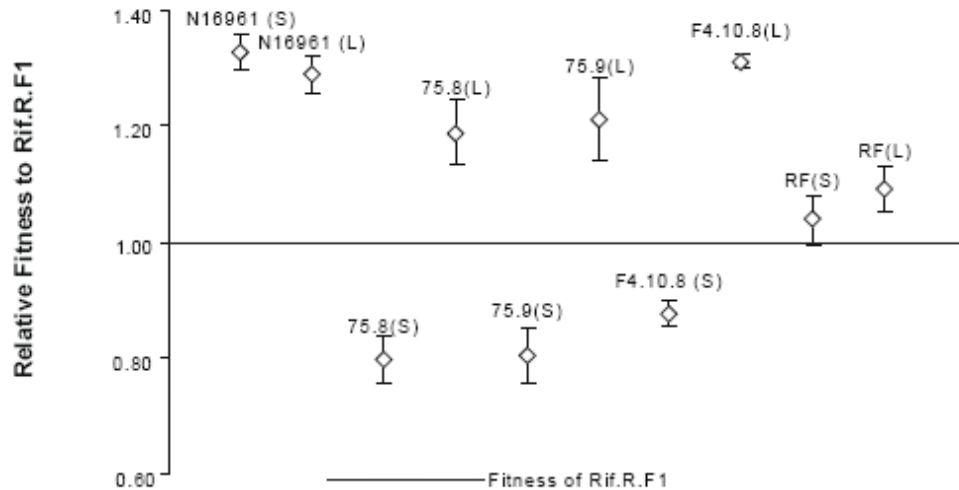 Relative Fitness to Rif.R.F1
1.40
1.20
1.00
0.80
0.60
N16961 (S)
N16961 (L)
75.8(S)
75.8(L)
75.9(S)
75.9(L)
F4.10.8 (S)
F4.10.8(L)
RF(S)
RF(L)
Fitness of Rif.R.F1